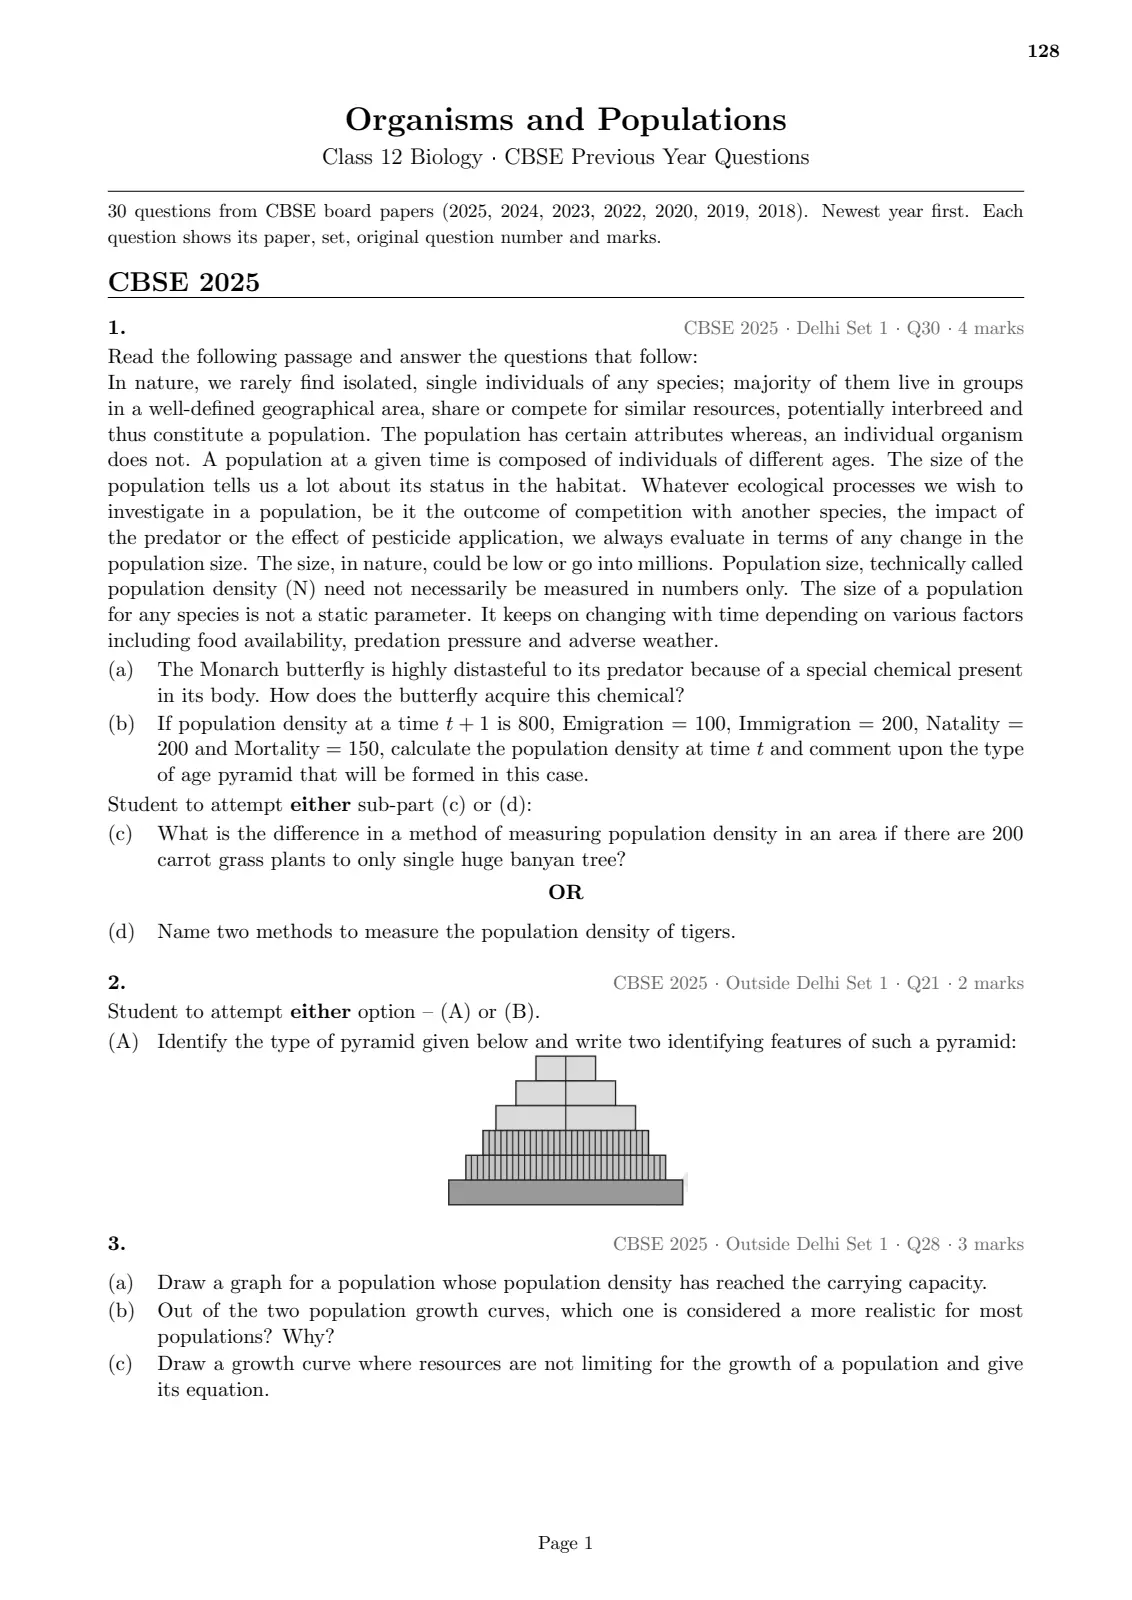 128
Organisms and Populations
Class 12 Biology · CBSE Previous Year Questions
30 questions from CBSE board papers (2025, 2024, 2023, 2022, 2020, 2019, 2018). Newest year first. Each
question shows its paper, set, original question number and marks.
CBSE 2025
1. CBSE 2025 · Delhi Set 1 · Q30 · 4 marks
Read the following passage and answer the questions that follow:
In nature, we rarely find isolated, single individuals of any species; majority of them live in groups
in a well-defined geographical area, share or compete for similar resources, potentially interbreed and
thus constitute a population. The population has certain attributes whereas, an individual organism
does not. A population at a given time is composed of individuals of different ages. The size of the
population tells us a lot about its status in the habitat. Whatever ecological processes we wish to
investigate in a population, be it the outcome of competition with another species, the impact of
the predator or the effect of pesticide application, we always evaluate in terms of any change in the
population size. The size, in nature, could be low or go into millions. Population size, technically called
population density (N) need not necessarily be measured in numbers only. The size of a population
for any species is not a static parameter. It keeps on changing with time depending on various factors
including food availability, predation pressure and adverse weather.
(a) The Monarch butterfly is highly distasteful to its predator because of a special chemical present
in its body. How does the butterfly acquire this chemical?
(b) If population density at a time t + 1 is 800, Emigration = 100, Immigration = 200, Natality =
200 and Mortality = 150, calculate the population density at time t and comment upon the type
of age pyramid that will be formed in this case.
Student to attempt either sub-part (c) or (d):
(c) What is the difference in a method of measuring population density in an area if there are 200
carrot grass plants to only single huge banyan tree?
OR
(d) Name two methods to measure the population density of tigers.
2. CBSE 2025 · Outside Delhi Set 1 · Q21 · 2 marks
Student to attempt either option – (A) or (B).
(A) Identify the type of pyramid given below and write two identifying features of such a pyramid:
3. CBSE 2025 · Outside Delhi Set 1 · Q28 · 3 marks
(a) Draw a graph for a population whose population density has reached the carrying capacity.
(b) Out of the two population growth curves, which one is considered a more realistic for most
populations? Why?
(c) Draw a growth curve where resources are not limiting for the growth of a population and give
its equation.
Page 1